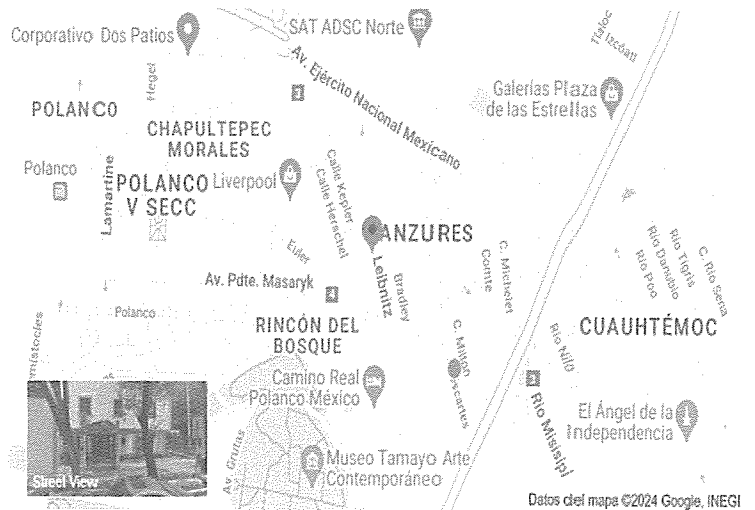 Corporativo Dos Patios
SAT ADSC Norte
Tlaloc
Izcóatl
Av. Ejército Nacional Mexicano
Hegel
Galerías Plaza
de las Estrellas
POLANCO
CHAPULTEPEC
MORALES
Polanco
Lamartine
POLANCO
V SECC
Liverpool
Calle Kepler
Calle Herschel
ANZURES
Euler
Leibnitz
Bradley
Comte
C. Michelet
Río Poo
Río Danubio
Río Tigris
C. Río Sena
Av. Pdte. Masaryk
Polanco
RINCÓN DEL
BOSQUE
C. Milton
Río Nilo
CUAUHTÉMOC
emístocles
Camino Real
Polanco México
scartes
Río Misisipi
El Ángel de la
Independencia
Street View
Av. Grutas
Museo Tamayo Arte
Contemporáneo
Datos del mapa ©2024 Google, INEGI